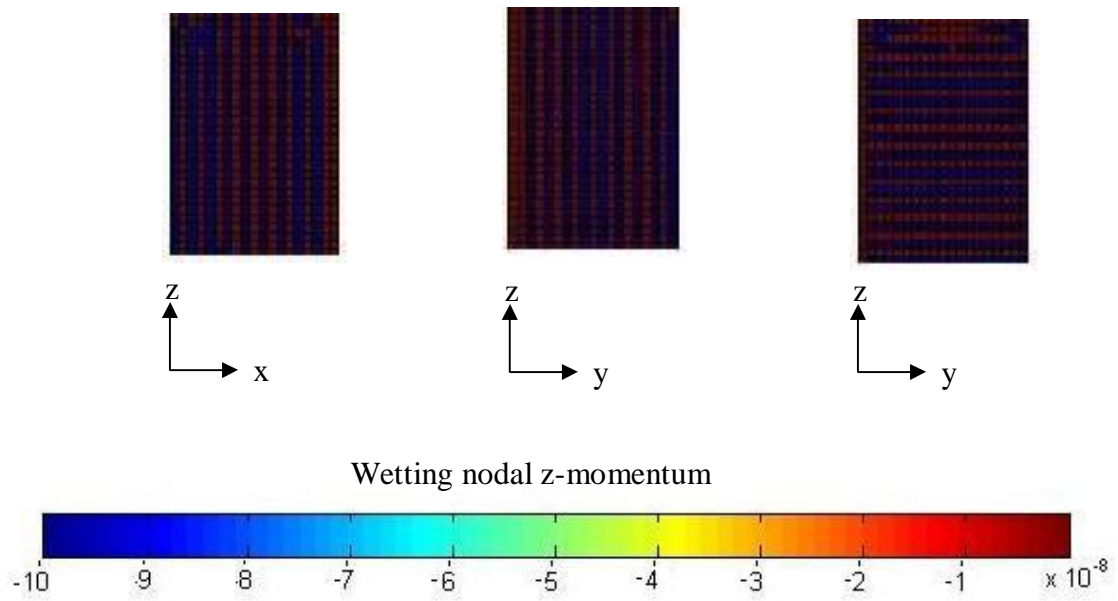 z z z
x y y
Wetting nodal z-momentum
-10 -9 -8 -7 -6 -5 -4 -3 -2 -1 x 10^-8